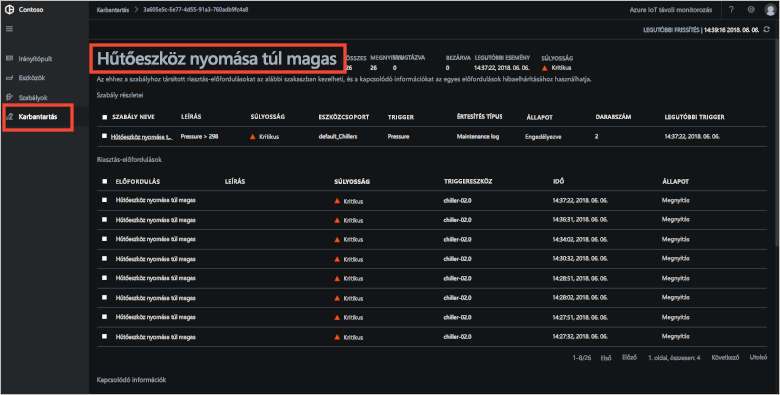 Contoso
Karbantartás > 3a605e5c-6e77-4d55-91a3-760adb9fc4a8
Azure IoT távoli monitorozás
LEGUTÓBBI FRISSÍTÉS | 14:39:16 2018. 06. 06.
Irányítópult
Eszközök
Szabályok
Karbantartás
Hűtőeszköz nyomása túl magas
ÖSSZES BEZÁRVA LEGUTÓBBI ESEMÉNY SÚLYOSSÁG
26 26 0 0 14:37:22, 2018. 06. 06. Kritikus
Az ehhez a szabályhoz társított riasztás-előfordulásokat az alábbi szakaszban kezelheti, és a kapcsolódó információkat az egyes előfordulások hibaelhárításához használhatja.
Szabály részletei
SZABÁLY NEVE LEÍRÁS SÚLYOSSÁG ESZKÖZCSOPORT TRIGGER ÉRTESÍTÉS TÍPUS ÁLLAPOT DARABSZÁM LEGUTÓBBI TRIGGER
Hűtőeszköz nyomása t... Pressure > 298 Kritikus default_Chillers Pressure Maintenance log Engedélyezve 2 14:37:22, 2018. 06. 06.
Riasztás-előfordulások
ELŐFORDULÁS LEÍRÁS SÚLYOSSÁG TRIGGERESZKÖZ IDŐ ÁLLAPOT
Hűtőeszköz nyomása túl magas Kritikus chiller-02.0 14:37:22, 2018. 06. 06. Megnyitás
Hűtőeszköz nyomása túl magas Kritikus chiller-02.0 14:36:31, 2018. 06. 06. Megnyitás
Hűtőeszköz nyomása túl magas Kritikus chiller-02.0 14:34:02, 2018. 06. 06. Megnyitás
Hűtőeszköz nyomása túl magas Kritikus chiller-02.0 14:30:32, 2018. 06. 06. Megnyitás
Hűtőeszköz nyomása túl magas Kritikus chiller-02.0 14:28:51, 2018. 06. 06. Megnyitás
Hűtőeszköz nyomása túl magas Kritikus chiller-02.0 14:28:02, 2018. 06. 06. Megnyitás
Hűtőeszköz nyomása túl magas Kritikus chiller-02.0 14:27:51, 2018. 06. 06. Megnyitás
Hűtőeszköz nyomása túl magas Kritikus chiller-02.0 14:27:32, 2018. 06. 06. Megnyitás
1–8/26 Első Előző 1. oldal, összesen: 4 Következő Utolsó
Kapcsolódó információk